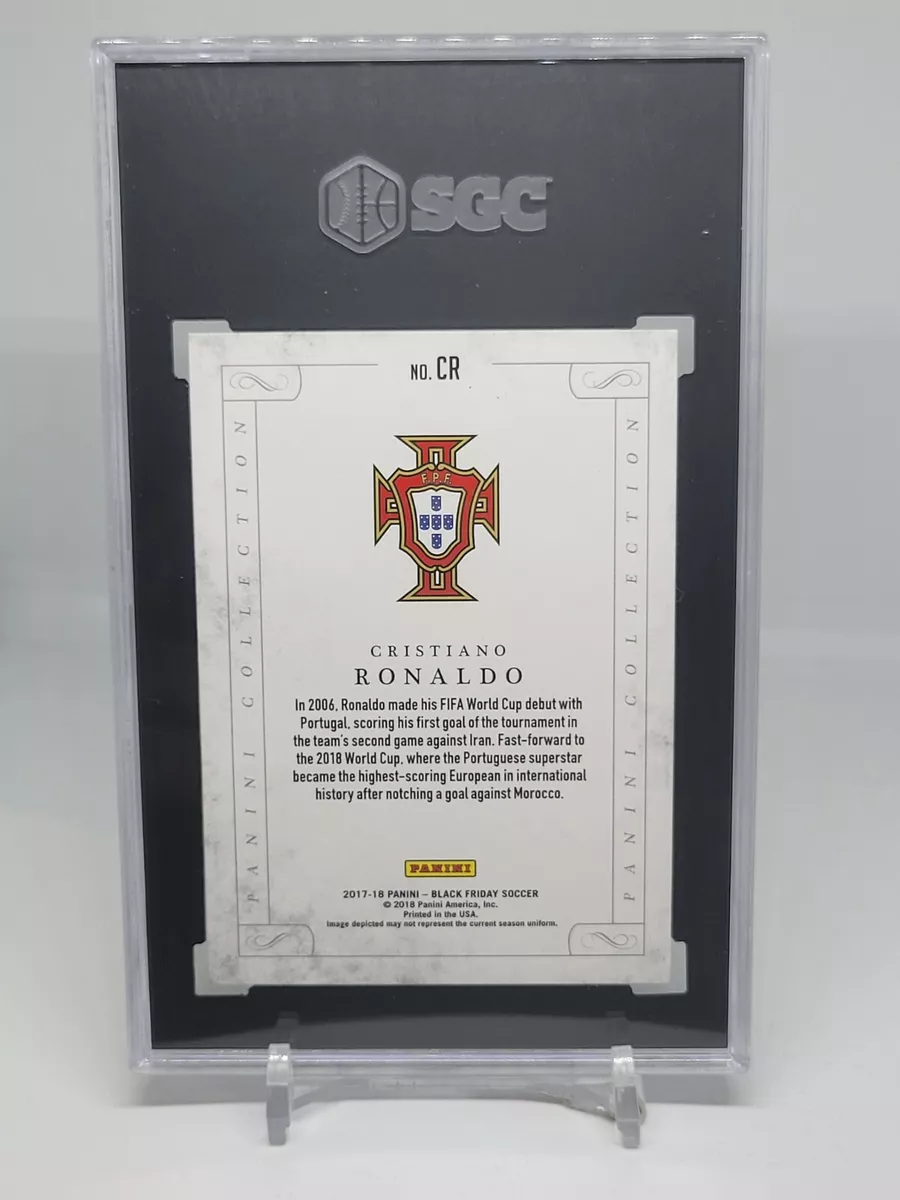 SGC
NO. CR
PANINI COLLECTION
PANINI COLLECTION
F.P.F.
CRISTIANO
RONALDO
In 2006, Ronaldo made his FIFA World Cup debut with
Portugal, scoring his first goal of the tournament in
the team's second game against Iran. Fast-forward to
the 2018 World Cup, where the Portuguese superstar
became the highest-scoring European in international
history after notching a goal against Morocco.
PANINI
2017-18 PANINI – BLACK FRIDAY SOCCER
© 2018 Panini America, Inc.
Printed in the USA.
Image depicted may not represent the current season uniform.